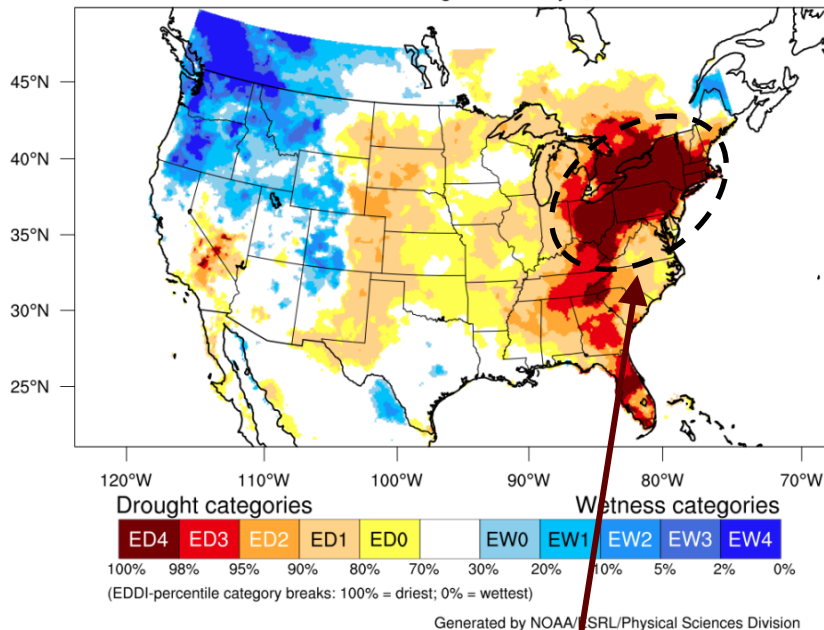 45°N
40°N
35°N
30°N
25°N
120°W 110°W 100°W 90°W 80°W 70°W
Drought categories Wetness categories
ED4 ED3 ED2 ED1 ED0 EW0 EW1 EW2 EW3 EW4
100% 98% 95% 90% 80% 70% 30% 20% 10% 5% 2% 0%
(EDDI-percentile category breaks: 100% = driest; 0% = wettest)
Generated by NOAA/ESRL/Physical Sciences Division